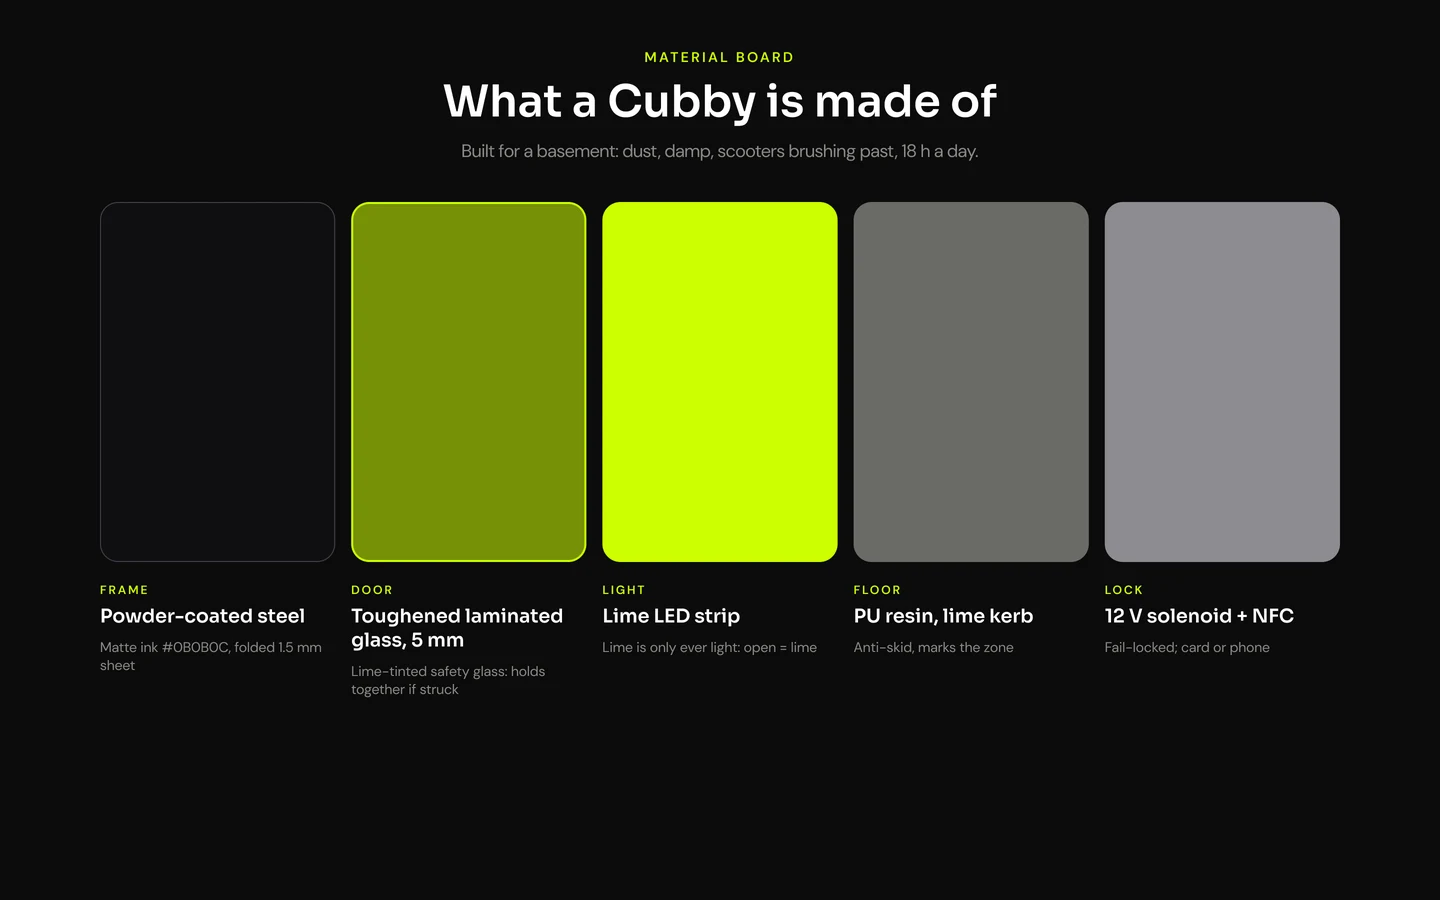 MATERIAL BOARD
What a Cubby is made of
Built for a basement: dust, damp, scooters brushing past, 18 h a day.
FRAME
Powder-coated steel
Matte ink #0B0B0C, folded 1.5 mm
sheet
DOOR
Toughened laminated
glass, 5 mm
Lime-tinted safety glass: holds
together if struck
LIGHT
Lime LED strip
Lime is only ever light: open = lime
FLOOR
PU resin, lime kerb
Anti-skid, marks the zone
LOCK
12 V solenoid + NFC
Fail-locked; card or phone